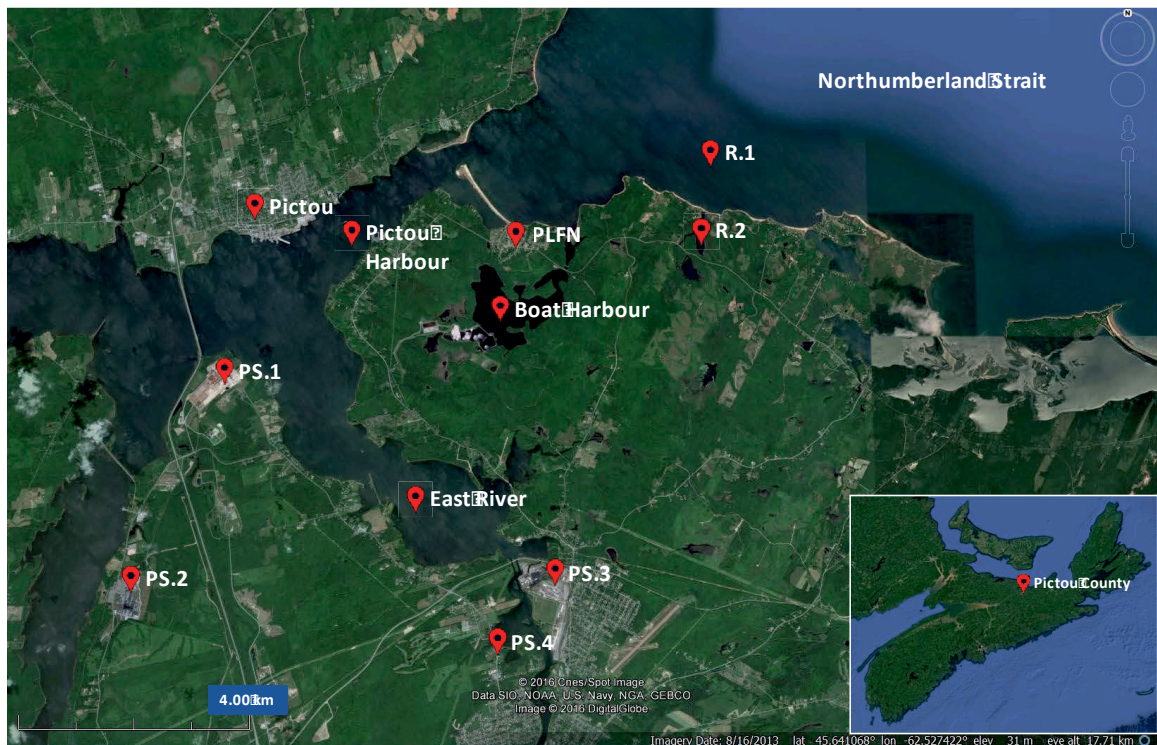 N
Northumberland Strait
R.1
Pictou
Pictou
Harbour
PLFN
R.2
Boat Harbour
PS.1
East River
PS.2
PS.3
Pictou County
PS.4
© 2016 Cnes/Spot Image
Data SIO, NOAA, U.S. Navy, NGA, GEBCO
Image © 2016 DigitalGlobe
4.00 km
Imagery Date: 8/16/2013 lat 45.641068° lon -62.527422° elev 31 m eye alt 17.71 km